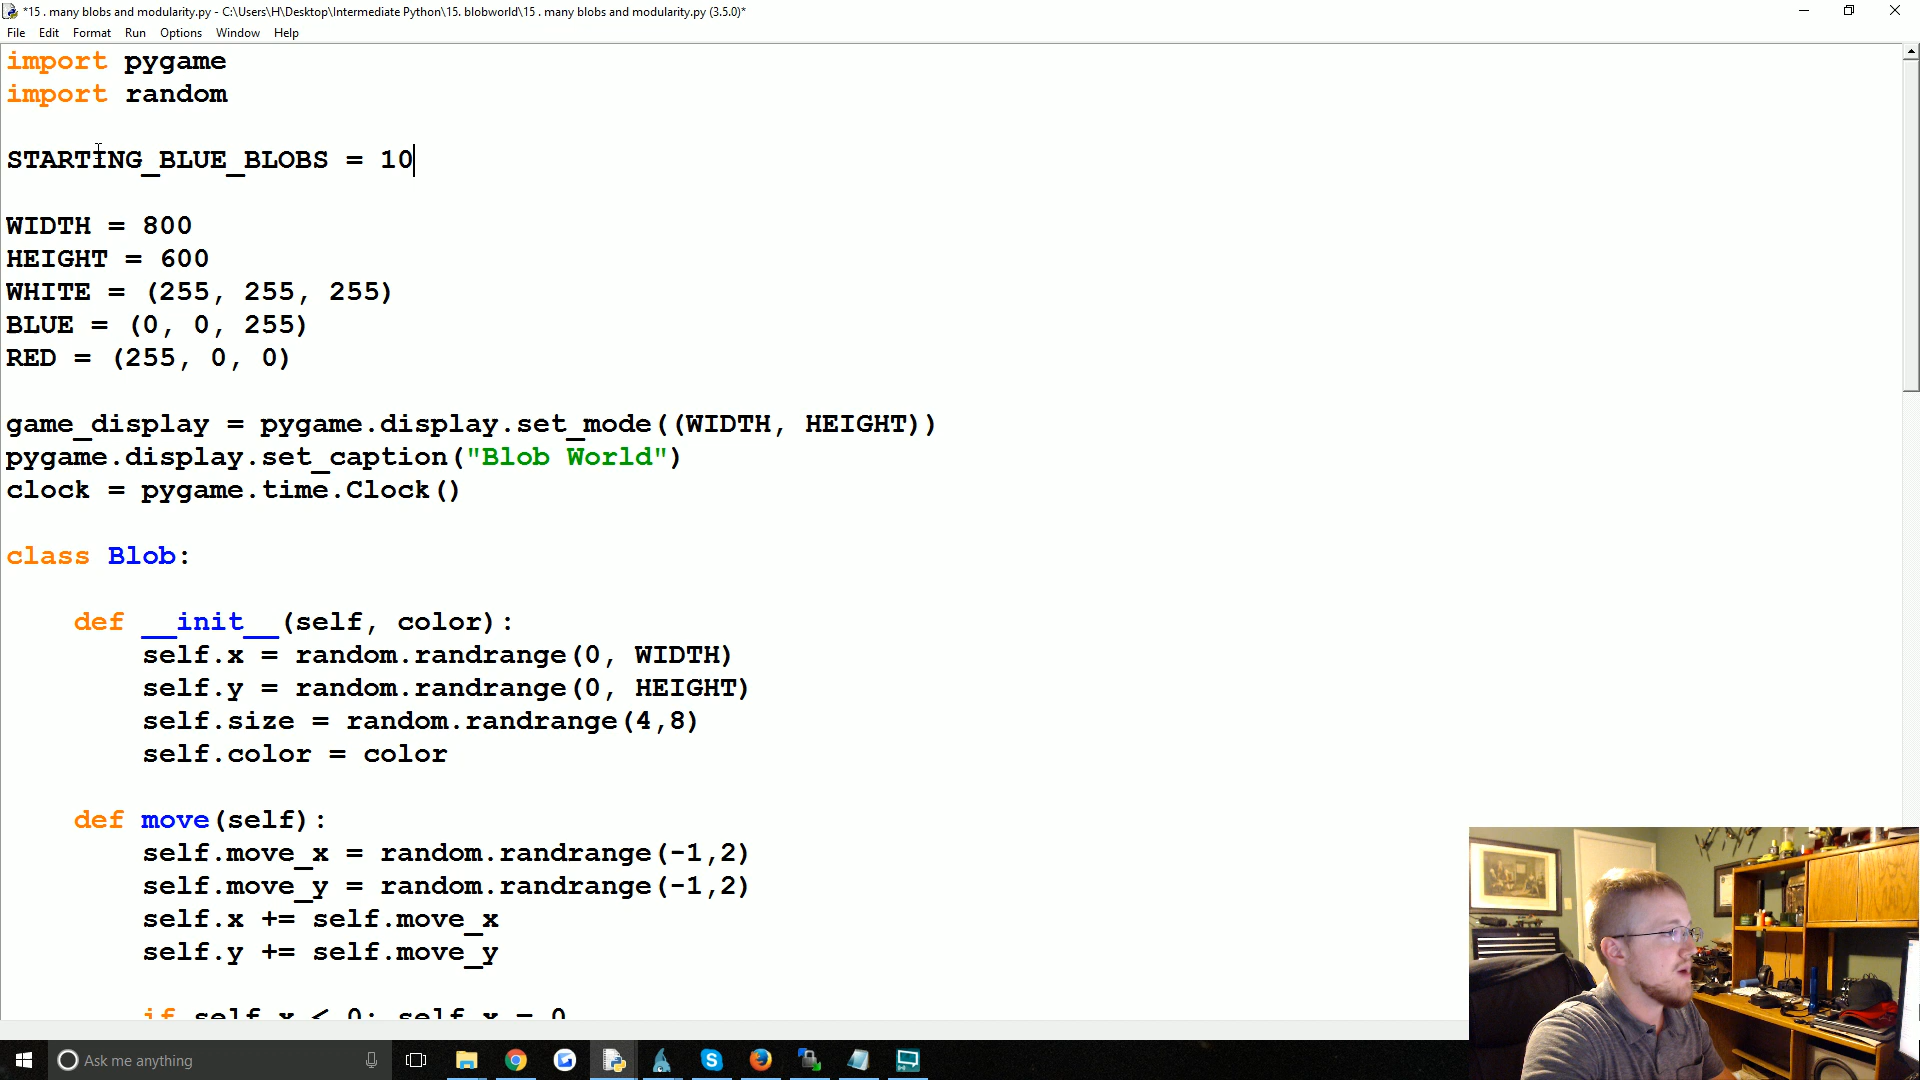 *15 . many blobs and modularity.py - C:\Users\H\Desktop\Intermediate Python\15. blobworld\15 . many blobs and modularity.py (3.5.0)*
File Edit Format Run Options Window Help
import pygame
import random
STARTING_BLUE_BLOBS = 10
WIDTH = 800
HEIGHT = 600
WHITE = (255, 255, 255)
BLUE = (0, 0, 255)
RED = (255, 0, 0)
game_display = pygame.display.set_mode((WIDTH, HEIGHT))
pygame.display.set_caption("Blob World")
clock = pygame.time.Clock()
class Blob:
def __init__(self, color):
self.x = random.randrange(0, WIDTH)
self.y = random.randrange(0, HEIGHT)
self.size = random.randrange(4,8)
self.color = color
def move(self):
self.move_x = random.randrange(-1,2)
self.move_y = random.randrange(-1,2)
self.x += self.move_x
self.y += self.move_y
if self.x < 0: self.x = 0
Ask me anything